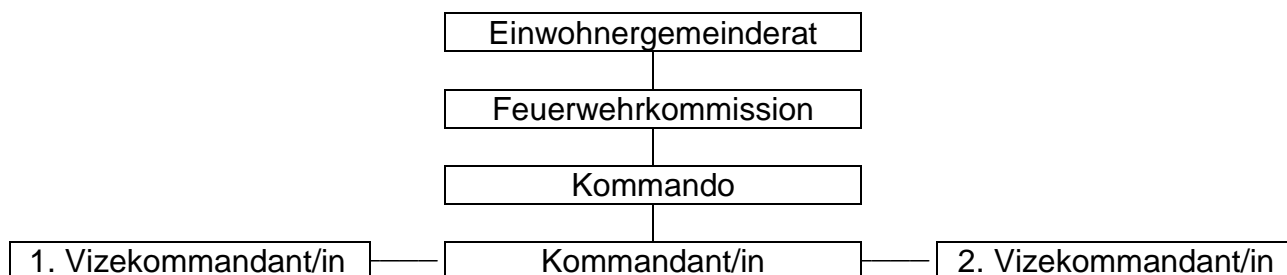 Einwohnergemeinderat
Feuerwehrkommission
Kommando
1. Vizekommandant/in Kommandant/in 2. Vizekommandant/in